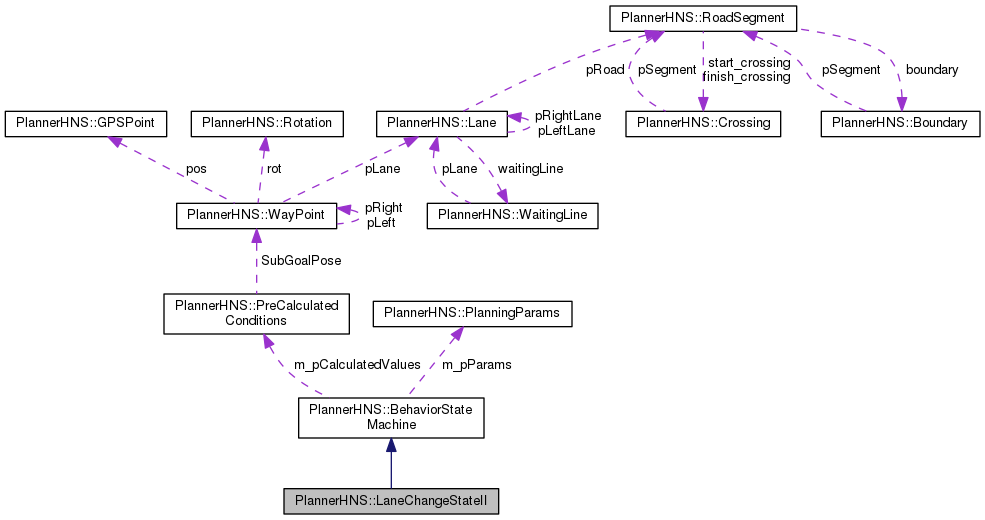 PlannerHNS::RoadSegment
pRoad
pSegment
start_crossing
finish_crossing
pSegment
boundary
PlannerHNS::GPSPoint
PlannerHNS::Rotation
PlannerHNS::Lane
pRightLane
pLeftLane
PlannerHNS::Crossing
PlannerHNS::Boundary
pos
rot
pLane
pLane
waitingLine
PlannerHNS::WayPoint
pRight
pLeft
PlannerHNS::WaitingLine
SubGoalPose
PlannerHNS::PreCalculated
Conditions
PlannerHNS::PlanningParams
m_pCalculatedValues
m_pParams
PlannerHNS::BehaviorState
Machine
PlannerHNS::LaneChangeStateII